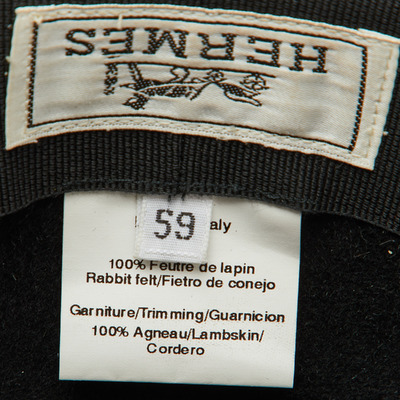 HERMES
PARIS
59
aly
100% Feutre de lapin
Rabbit felt/Fietro de conejo
Garniture/Trimming/Guarnicion
100% Agneau/Lambskin/
Cordero